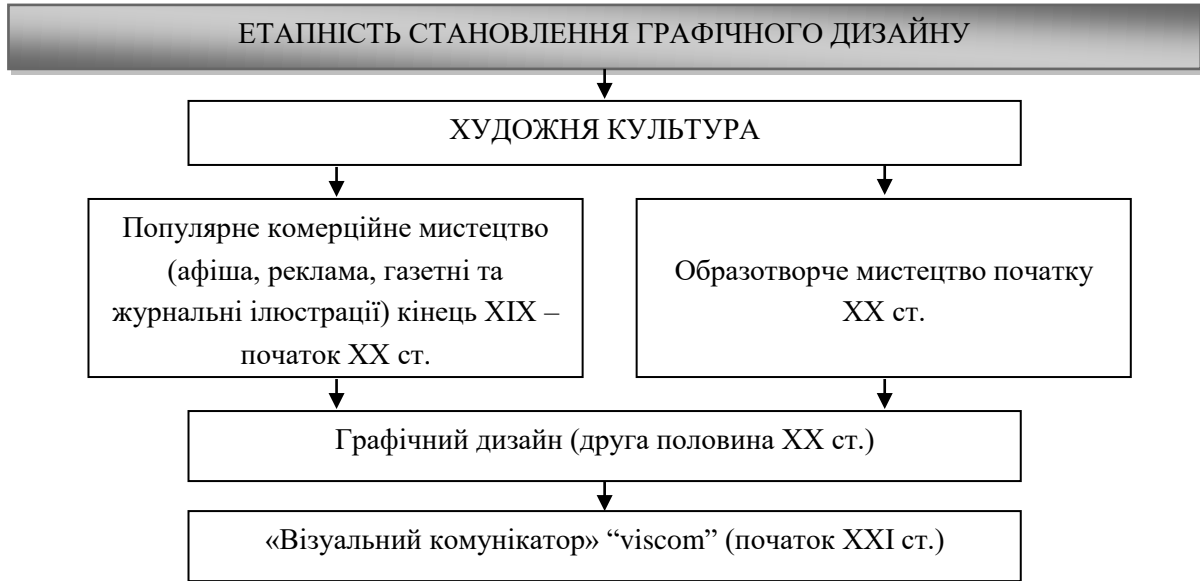 ЕТАПНІСТЬ СТАНОВЛЕННЯ ГРАФІЧНОГО ДИЗАЙНУ
ХУДОЖНЯ КУЛЬТУРА
Популярне комерційне мистецтво
(афіша, реклама, газетні та
журнальні ілюстрації) кінець ХІХ –
початок ХХ ст.
Образотворче мистецтво початку
ХХ ст.
Графічний дизайн (друга половина ХХ ст.)
«Візуальний комунікатор» “viscom” (початок ХХІ ст.)